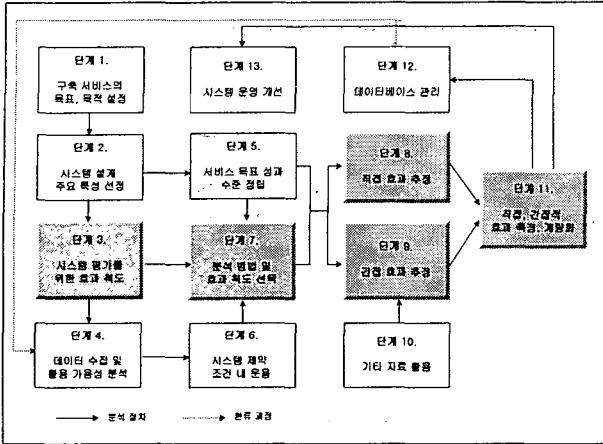 단계 1.
구축 서비스의
목표, 목적 설정
단계 13.
시스템 운영 개선
단계 12.
데이터베이스 관리
단계 2.
시스템 설계
주요 특성 선정
단계 5.
서비스 목표 성과
수준 정립
단계 8.
직접 효과 추정
단계 11.
직접, 간접적
효과 측정, 계량화
단계 3.
시스템 평가를
위한 효과 척도
단계 7.
분석 방법 및
효과 척도 선택
단계 9.
간접 효과 추정
단계 4.
데이터 수집 및
활용 가용성 분석
단계 6.
시스템 제약
조건 내 운용
단계 10.
기타 자료 활용
분석 절차
환류 과정